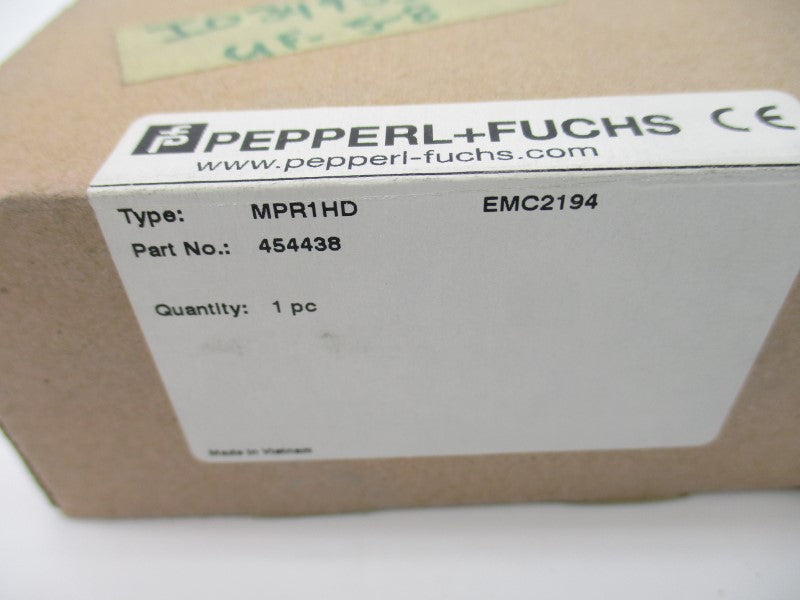 PEPPERL+FUCHS CE
www.pepperl-fuchs.com
Type: MPR1HD EMC2194
Part No.: 454438
Quantity: 1 pc
Made in Vietnam